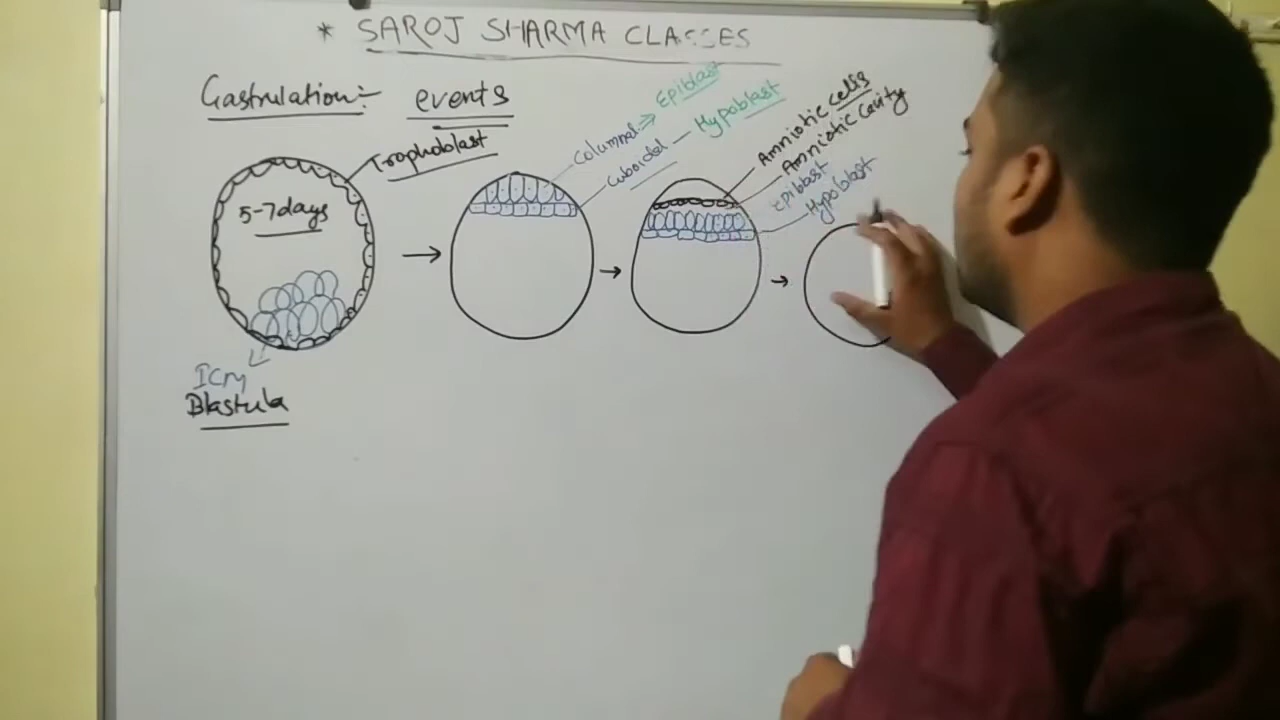 * SAROJ SHARMA CLASSES
Gastrulation:- events
Trophoblast
5-7days
ICM
Blastula
Columnal => Epiblast
Cuboidal - Hypoblast
Amniotic cells
Amniotic Cavity
Epiblast
Hypoblast